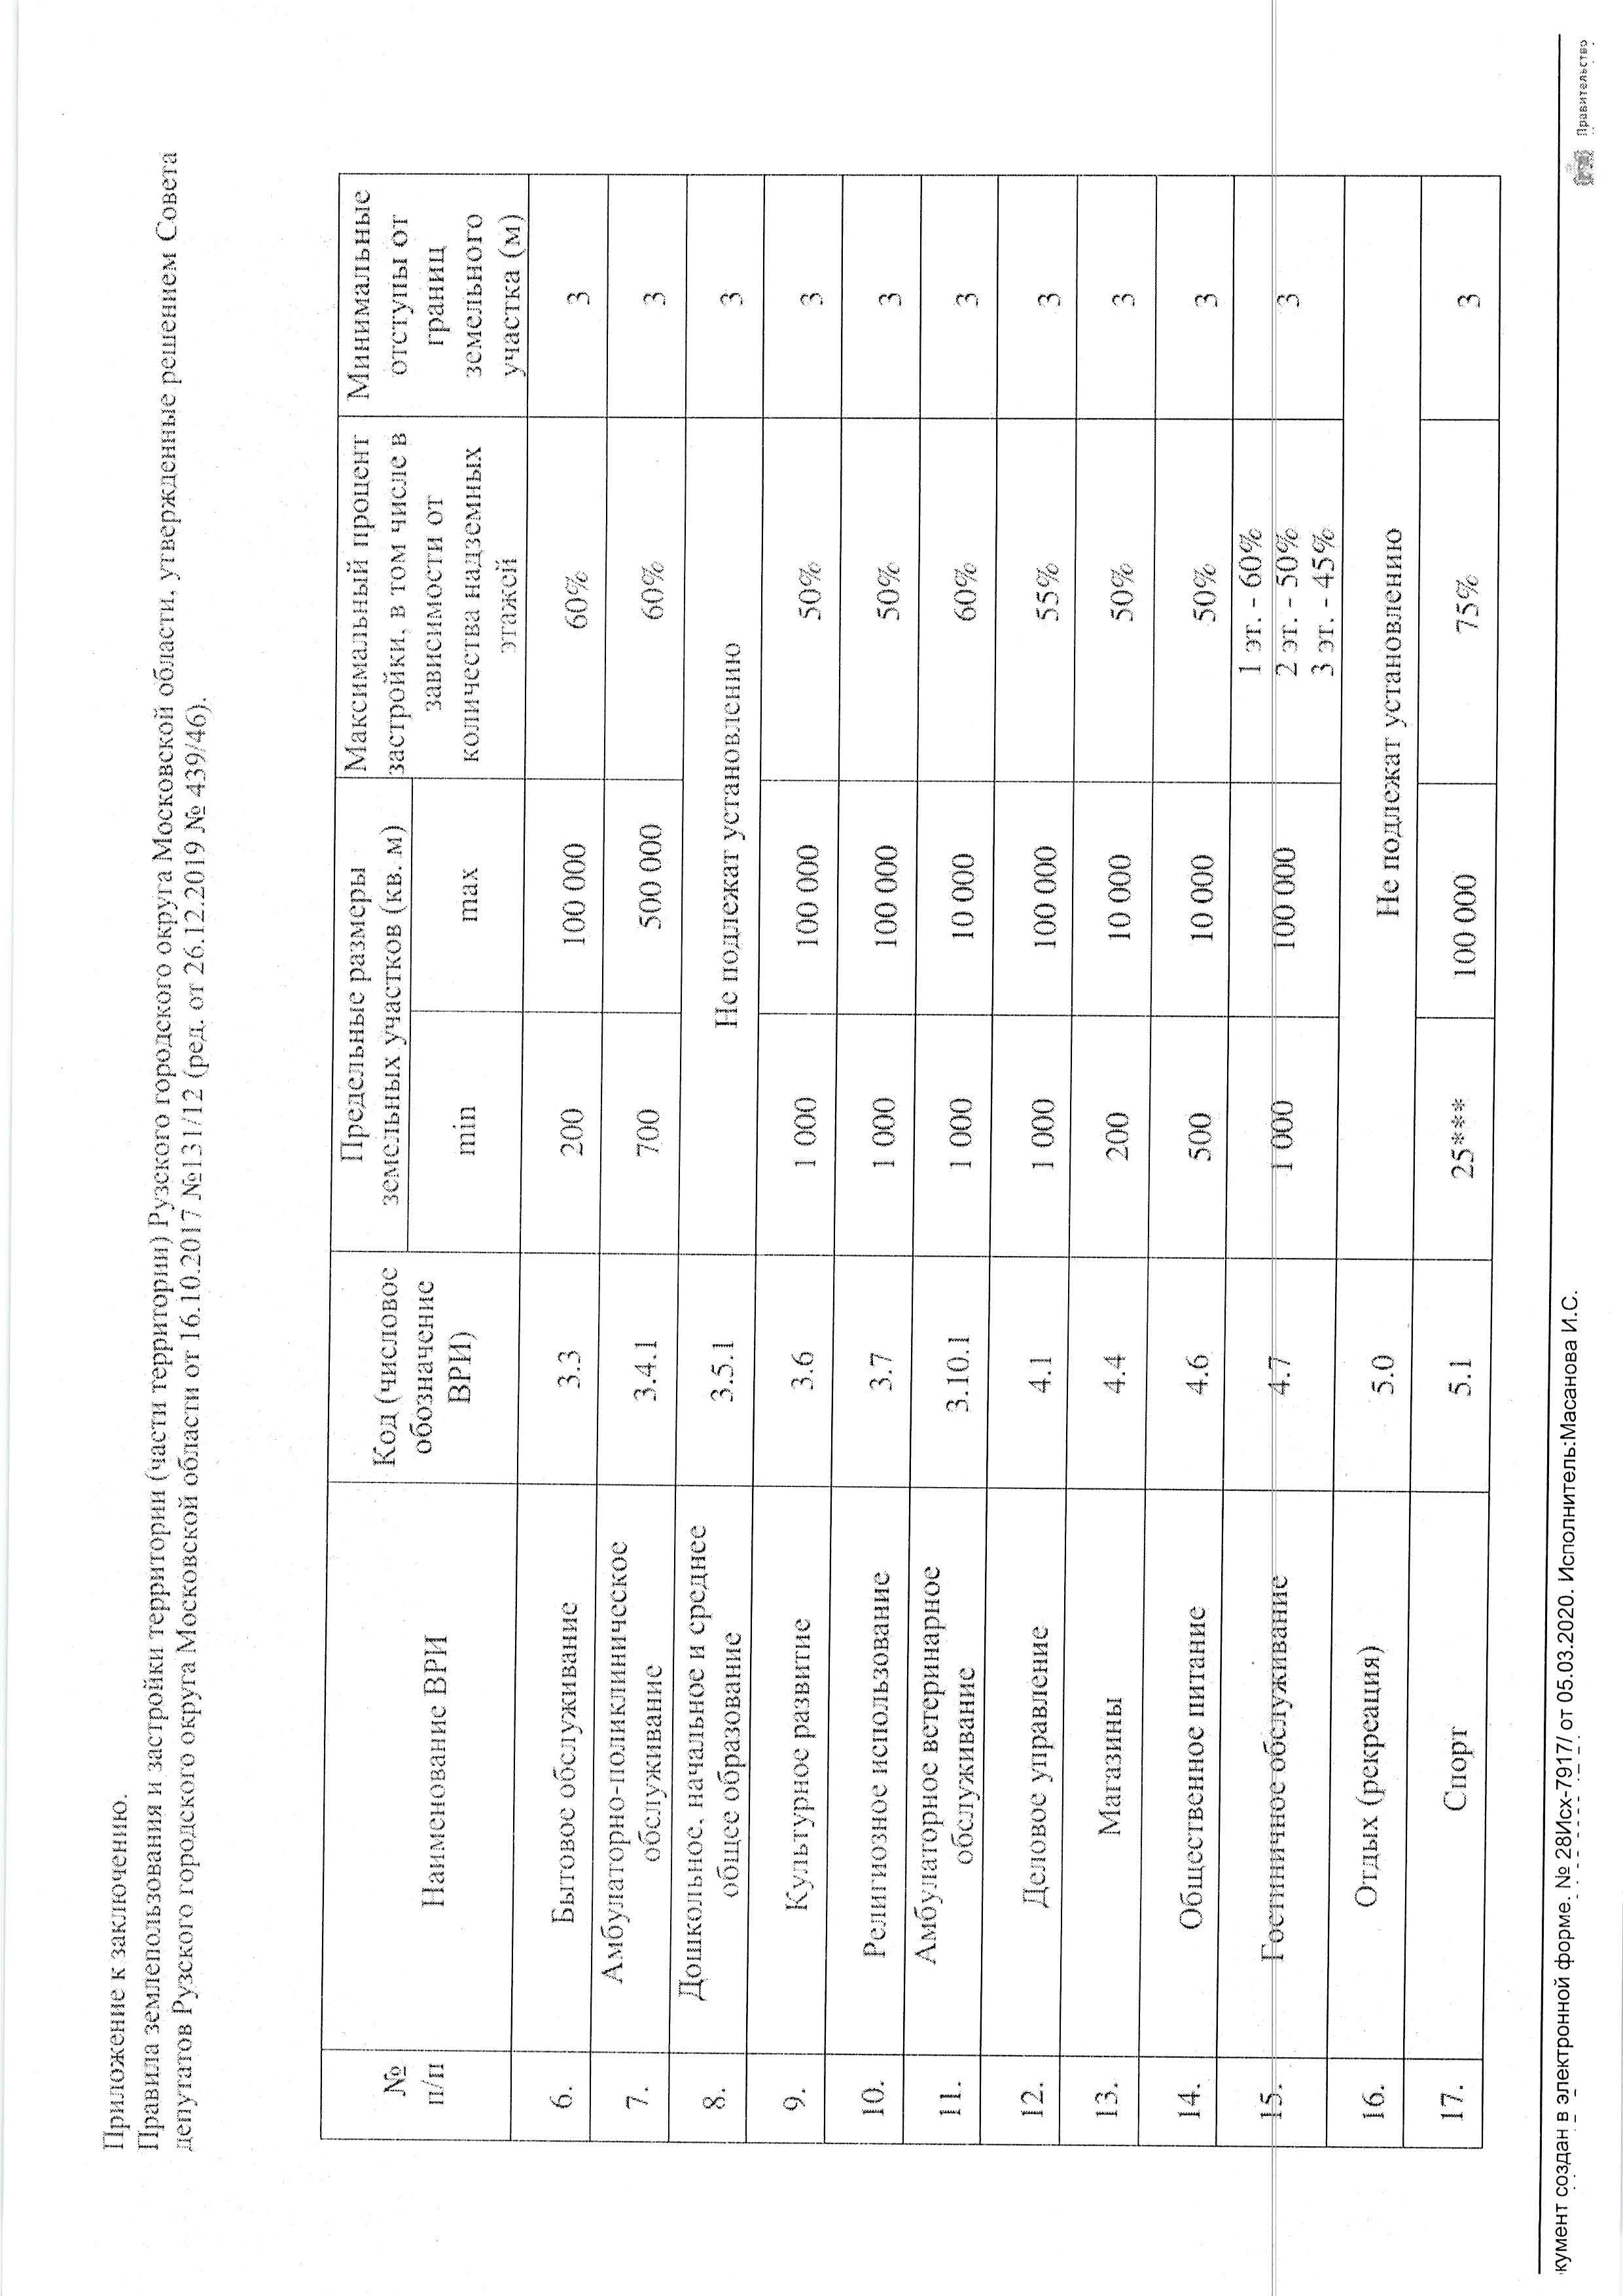 Приложение к заключению.
Правила землепользования и застройки территории (части территории) Рузского городского округа Московской области, утвержденные решением Совета
депутатов Рузского городского округа Московской области от 16.10.2017 №131/12 (ред. от 26.12.2019 № 439/46).
№ п/п
Наименование ВРИ
Код (числовое
обозначение
ВРИ)
Предельные размеры
земельных участков (кв. м)
min
max
Максимальный процент
застройки, в том числе в
зависимости от
количества надземных
этажей
Минимальные
отступы от
границ
земельного
участка (м)
6. Бытовое обслуживание 3.3 200 100 000 60% 3
7. Амбулаторно-поликлиническое
обслуживание 3.4.1 700 500 000 60% 3
8. Дошкольное, начальное и среднее
общее образование 3.5.1 Не подлежат установлению 3
9. Культурное развитие 3.6 1 000 100 000 50% 3
10. Религиозное использование 3.7 1 000 100 000 50% 3
11. Амбулаторное ветеринарное
обслуживание 3.10.1 1 000 10 000 60% 3
12. Деловое управление 4.1 1 000 100 000 55% 3
13. Магазины 4.4 200 10 000 50% 3
14. Общественное питание 4.6 500 10 000 50% 3
15. Гостиничное обслуживание 4.7 1 000 100 000
1 эт. - 60%
2 эт. - 50%
3 эт. - 45%
3
16. Отдых (рекреация) 5.0 Не подлежат установлению
17. Спорт 5.1 25*** 100 000 75% 3
кумент создан в электронной форме. № 28Исх-7917/ от 05.03.2020. Исполнитель:Масанова И.С.
Правительство